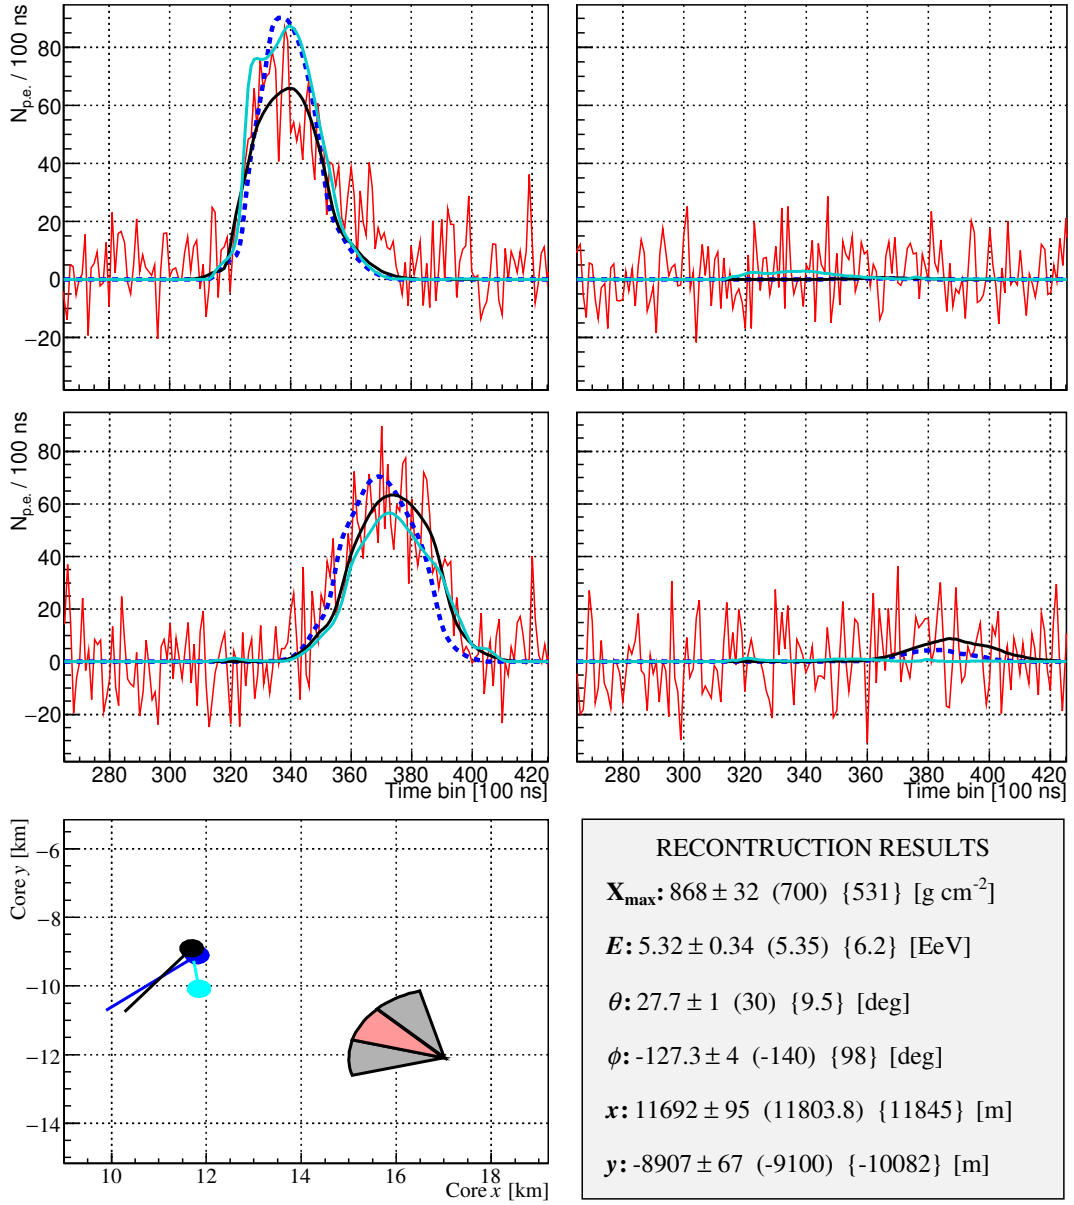 N_p.e. / 100 ns
80
60
40
20
0
−20
N_p.e. / 100 ns
80
60
40
20
0
−20
280 300 320 340 360 380 400 420
Time bin [100 ns]
280 300 320 340 360 380 400 420
Time bin [100 ns]
Core y [km]
−6
−8
−10
−12
−14
10 12 14 16 18
Core x [km]
RECONTRUCTION RESULTS
X_max: 868 ± 32 (700) {531} [g cm^-2]
E: 5.32 ± 0.34 (5.35) {6.2} [EeV]
θ: 27.7 ± 1 (30) {9.5} [deg]
ϕ: -127.3 ± 4 (-140) {98} [deg]
x: 11692 ± 95 (11803.8) {11845} [m]
y: -8907 ± 67 (-9100) {-10082} [m]